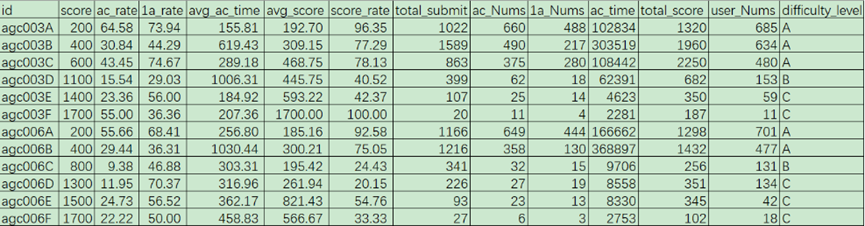 id score ac_rate 1a_rate avg_ac_time avg_score score_rate total_submit ac_Nums 1a_Nums ac_time total_score user_Nums difficulty_level
agc003A 200 64.58 73.94 155.81 192.70 96.35 1022 660 488 102834 1320 685 A
agc003B 400 30.84 44.29 619.43 309.15 77.29 1589 490 217 303519 1960 634 A
agc003C 600 43.45 74.67 289.18 468.75 78.13 863 375 280 108442 2250 480 A
agc003D 1100 15.54 29.03 1006.31 445.75 40.52 399 62 18 62391 682 153 B
agc003E 1400 23.36 56.00 184.92 593.22 42.37 107 25 14 4623 350 59 C
agc003F 1700 55.00 36.36 207.36 1700.00 100.00 20 11 4 2281 187 11 C
agc006A 200 55.66 68.41 256.80 185.16 92.58 1166 649 444 166662 1298 701 A
agc006B 400 29.44 36.31 1030.44 300.21 75.05 1216 358 130 368897 1432 477 A
agc006C 800 9.38 46.88 303.31 195.42 24.43 341 32 15 9706 256 131 B
agc006D 1300 11.95 70.37 316.96 261.94 20.15 226 27 19 8558 351 134 C
agc006E 1500 24.73 56.52 362.17 821.43 54.76 93 23 13 8330 345 42 C
agc006F 1700 22.22 50.00 458.83 566.67 33.33 27 6 3 2753 102 18 C